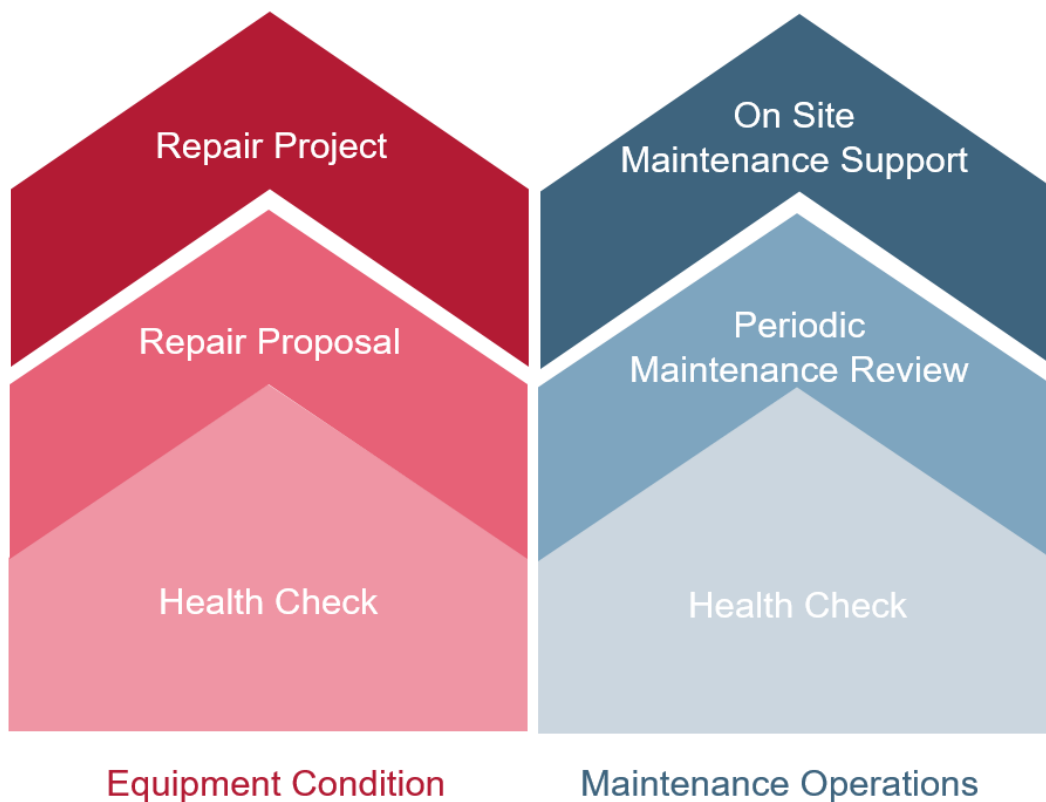 Repair Project
Repair Proposal
Health Check
Equipment Condition
On Site
Maintenance Support
Periodic
Maintenance Review
Health Check
Maintenance Operations